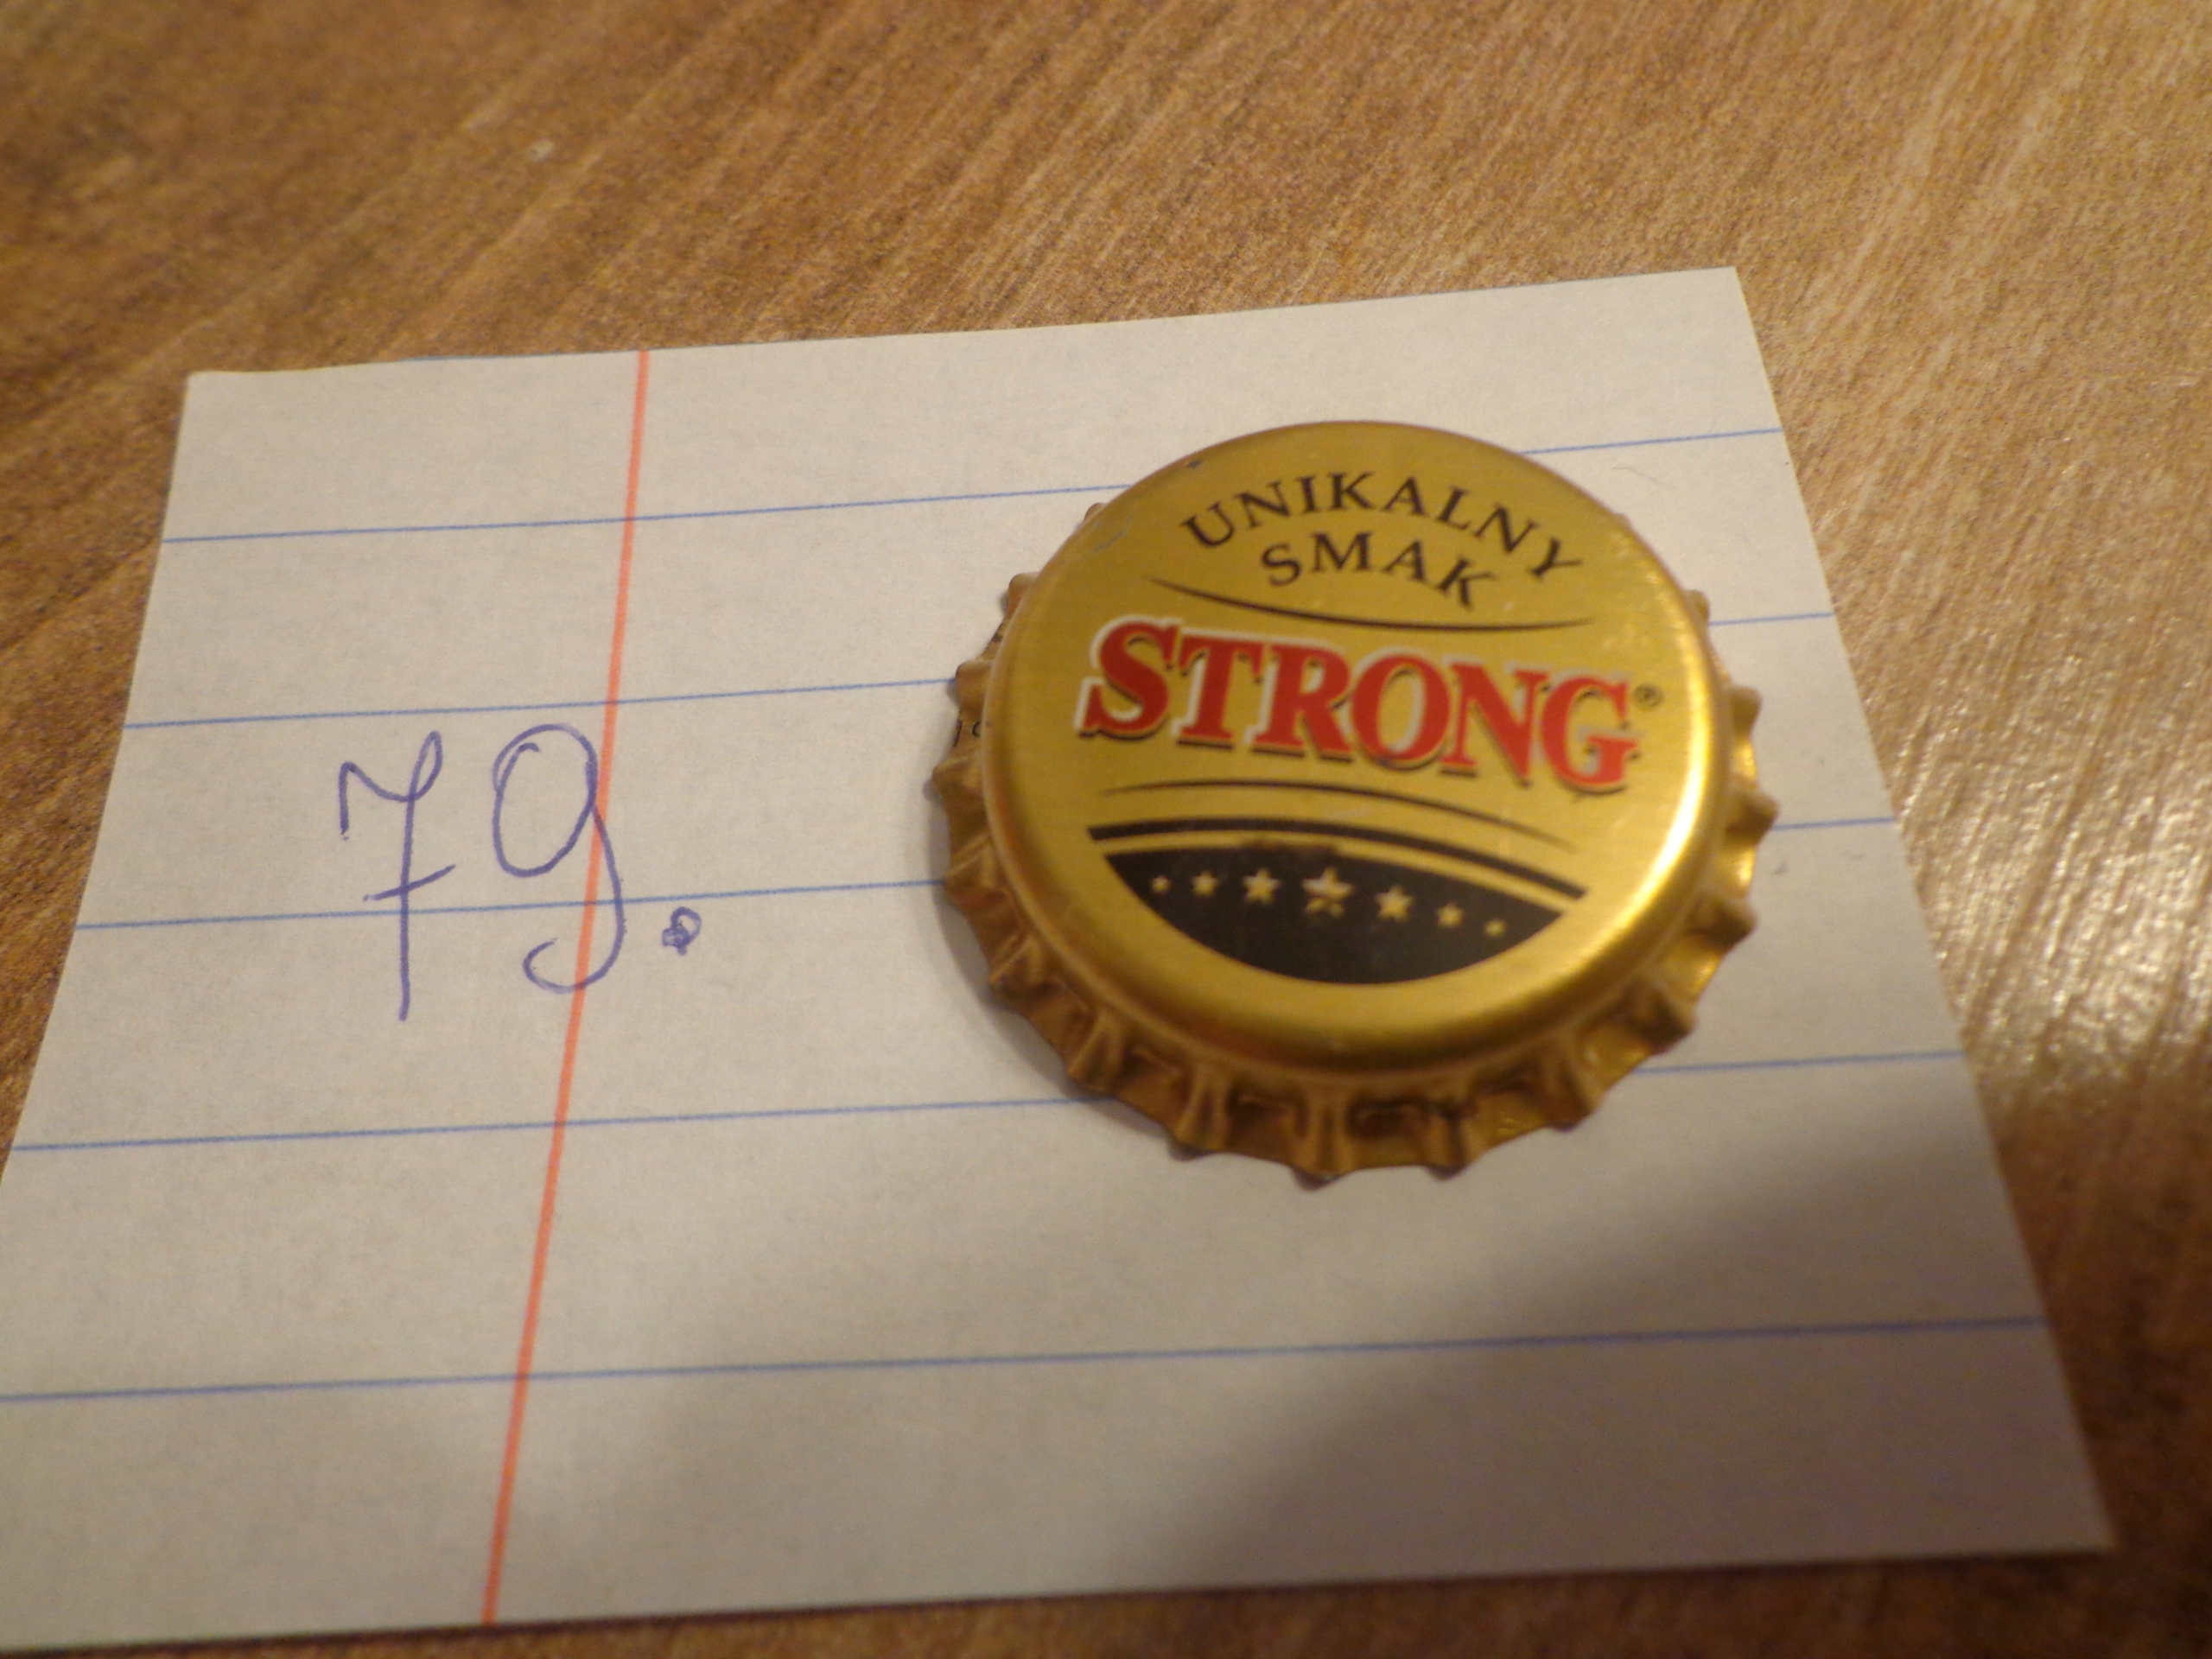 79.
UNIKALNY
SMAK
STRONG®